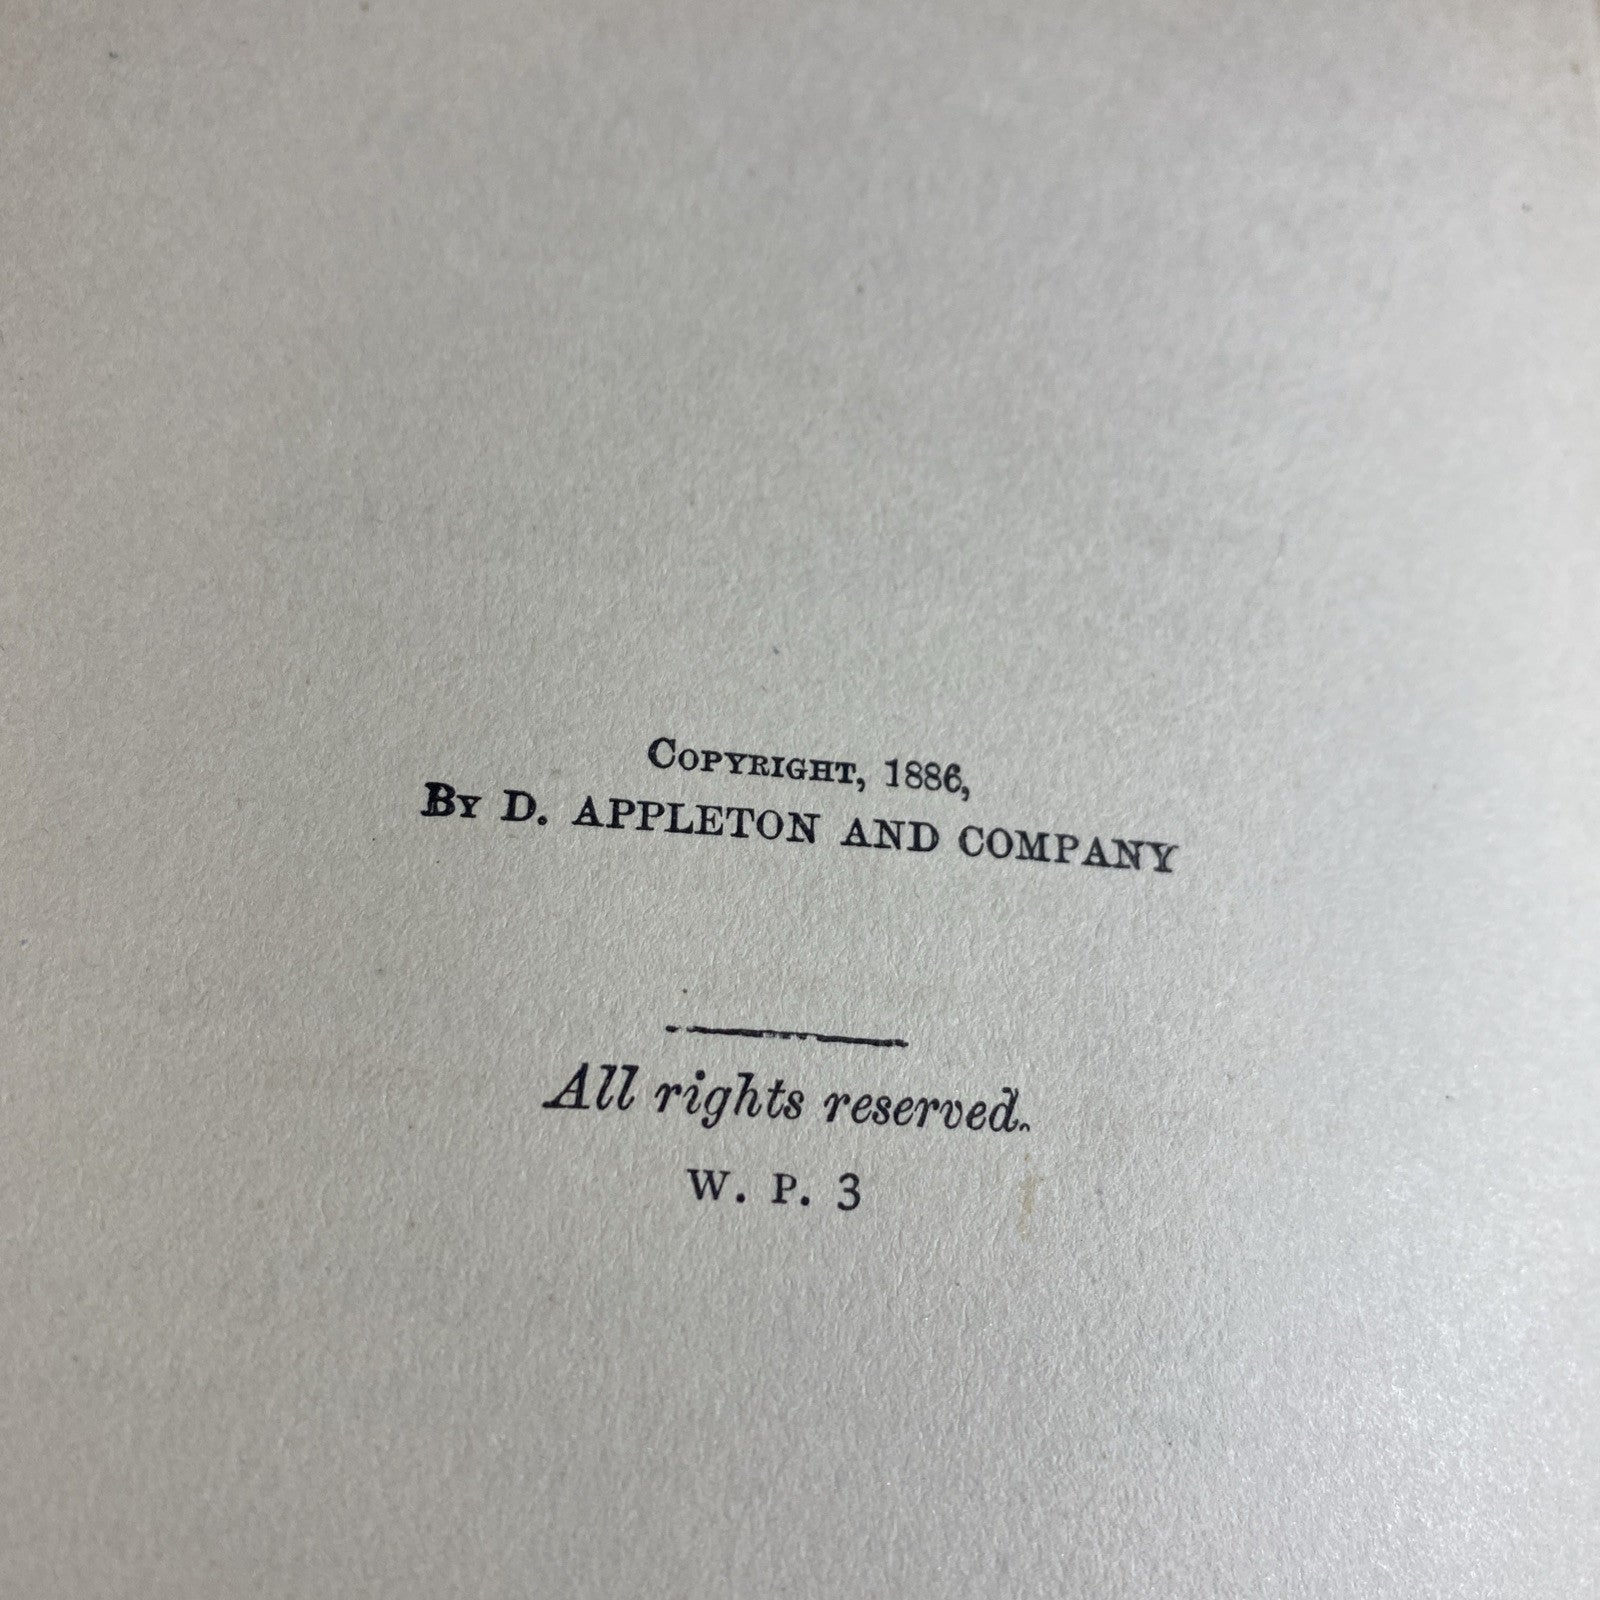 Copyright, 1886,
By D. APPLETON AND COMPANY
All rights reserved.
W. P. 3